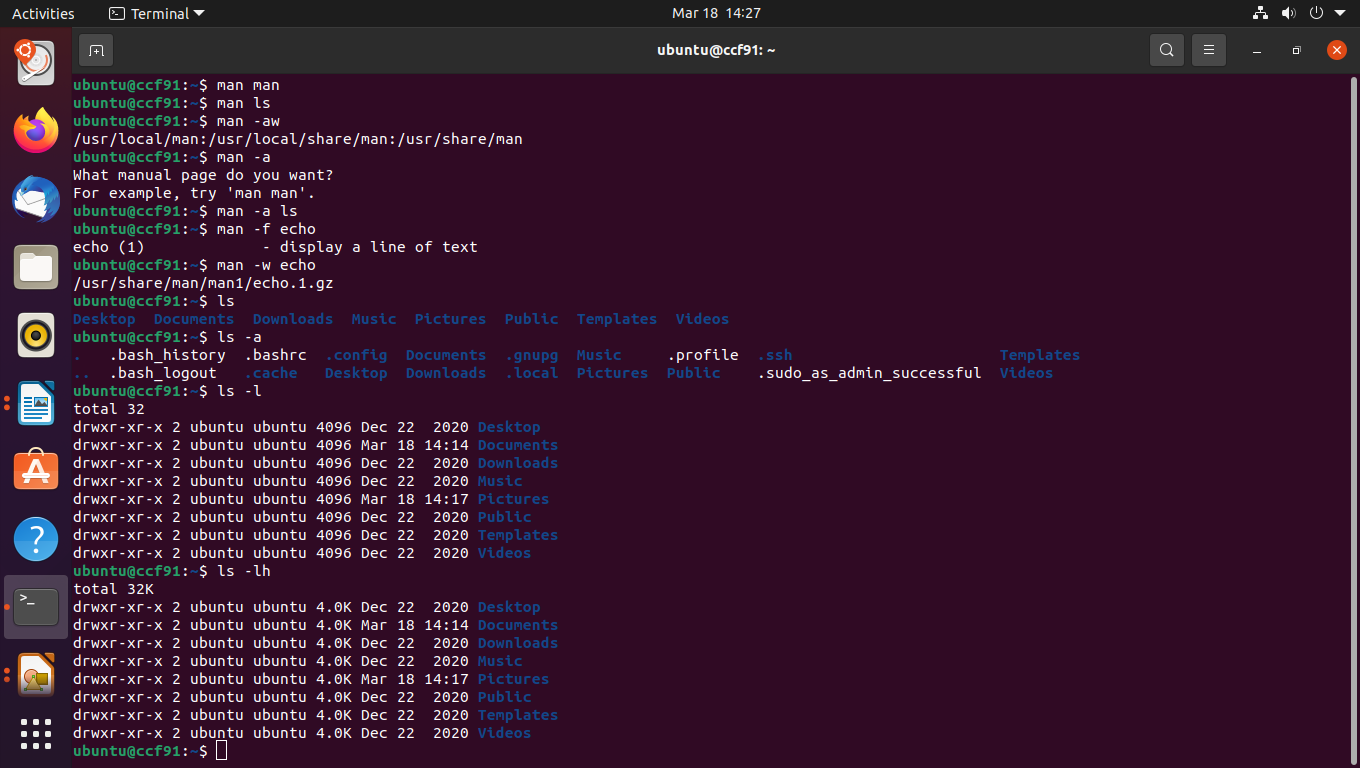 Activities Terminal Mar 18 14:27
ubuntu@ccf91: ~
ubuntu@ccf91:~$ man man
ubuntu@ccf91:~$ man ls
ubuntu@ccf91:~$ man -aw
/usr/local/man:/usr/local/share/man:/usr/share/man
ubuntu@ccf91:~$ man -a
What manual page do you want?
For example, try 'man man'.
ubuntu@ccf91:~$ man -a ls
ubuntu@ccf91:~$ man -f echo
echo (1)             - display a line of text
ubuntu@ccf91:~$ man -w echo
/usr/share/man/man1/echo.1.gz
ubuntu@ccf91:~$ ls
Desktop  Documents  Downloads  Music  Pictures  Public  Templates  Videos
ubuntu@ccf91:~$ ls -a
.   .bash_history  .bashrc  .config  Documents  .gnupg  Music     .profile  .ssh                       Templates
..  .bash_logout   .cache   Desktop  Downloads  .local  Pictures  Public    .sudo_as_admin_successful  Videos
ubuntu@ccf91:~$ ls -l
total 32
drwxr-xr-x 2 ubuntu ubuntu 4096 Dec 22  2020 Desktop
drwxr-xr-x 2 ubuntu ubuntu 4096 Mar 18 14:14 Documents
drwxr-xr-x 2 ubuntu ubuntu 4096 Dec 22  2020 Downloads
drwxr-xr-x 2 ubuntu ubuntu 4096 Dec 22  2020 Music
drwxr-xr-x 2 ubuntu ubuntu 4096 Mar 18 14:17 Pictures
drwxr-xr-x 2 ubuntu ubuntu 4096 Dec 22  2020 Public
drwxr-xr-x 2 ubuntu ubuntu 4096 Dec 22  2020 Templates
drwxr-xr-x 2 ubuntu ubuntu 4096 Dec 22  2020 Videos
ubuntu@ccf91:~$ ls -lh
total 32K
drwxr-xr-x 2 ubuntu ubuntu 4.0K Dec 22  2020 Desktop
drwxr-xr-x 2 ubuntu ubuntu 4.0K Mar 18 14:14 Documents
drwxr-xr-x 2 ubuntu ubuntu 4.0K Dec 22  2020 Downloads
drwxr-xr-x 2 ubuntu ubuntu 4.0K Dec 22  2020 Music
drwxr-xr-x 2 ubuntu ubuntu 4.0K Mar 18 14:17 Pictures
drwxr-xr-x 2 ubuntu ubuntu 4.0K Dec 22  2020 Public
drwxr-xr-x 2 ubuntu ubuntu 4.0K Dec 22  2020 Templates
drwxr-xr-x 2 ubuntu ubuntu 4.0K Dec 22  2020 Videos
ubuntu@ccf91:~$